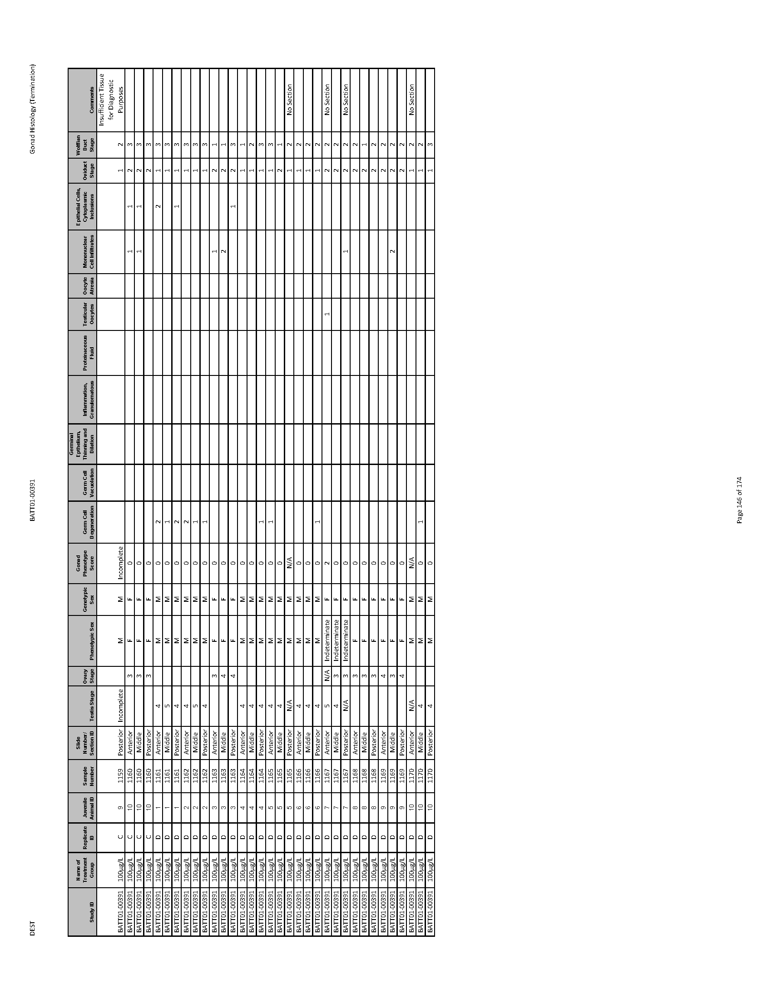 DEST BATT01-00391 Gonad Histology (Termination)
Study ID | Name of Treatment Group | Replicate ID | Juvenile Animal ID | Sample Number | Slide Number/ Section ID | Testis Stage | Ovary Stage | Phenotypic Sex | Genotypic Sex | Gonad Phenotype Score | Germ Cell Degeneration | Germ Cell Vacuolation | Germinal Epthelium, Thinning and Dilation | Inflammation, Granulomatous | Proteinaceous Fluid | Testicular Oocytes | Oocyte Atresia | Mononuclear Cell Infiltrates | Epithelial Cells, Cytoplasmic Inclusions | Oviduct Stage | Wolffian Duct Stage | Comments
BATT01-00391 100µg/L C 9 1159 Posterior Incomplete M M Incomplete 1 2 Insufficient Tissue for Diagnostic Purposes
BATT01-00391 100µg/L C 10 1160 Anterior 3 F F 0 1 1 2 3
BATT01-00391 100µg/L C 10 1160 Middle 3 F F 0 1 1 2 3
BATT01-00391 100µg/L C 10 1160 Posterior 3 F F 0 2 3
BATT01-00391 100µg/L D 1 1161 Anterior 4 M M 0 2 2 1 3
BATT01-00391 100µg/L D 1 1161 Middle 5 M M 0 1 1 3
BATT01-00391 100µg/L D 1 1161 Posterior 4 M M 0 2 1 1 3
BATT01-00391 100µg/L D 2 1162 Anterior 4 M M 0 2 1 3
BATT01-00391 100µg/L D 2 1162 Middle 5 M M 0 1 1 3
BATT01-00391 100µg/L D 2 1162 Posterior 4 M M 0 1 1 3
BATT01-00391 100µg/L D 3 1163 Anterior 3 F F 0 1 2 1
BATT01-00391 100µg/L D 3 1163 Middle 4 F F 0 2 2 1
BATT01-00391 100µg/L D 3 1163 Posterior 4 F F 0 1 2 3
BATT01-00391 100µg/L D 4 1164 Anterior 4 M M 0 1 1
BATT01-00391 100µg/L D 4 1164 Middle 4 M M 0 1 2
BATT01-00391 100µg/L D 4 1164 Posterior 4 M M 0 1 1 3
BATT01-00391 100µg/L D 5 1165 Anterior 4 M M 0 1 1 3
BATT01-00391 100µg/L D 5 1165 Middle 4 M M 0 2 1
BATT01-00391 100µg/L D 5 1165 Posterior N/A M M N/A 1 2 No Section
BATT01-00391 100µg/L D 6 1166 Anterior 4 M M 0 1 2
BATT01-00391 100µg/L D 6 1166 Middle 4 M M 0 1 2
BATT01-00391 100µg/L D 6 1166 Posterior 4 M M 0 1 1 2
BATT01-00391 100µg/L D 7 1167 Anterior 5 N/A Indeterminate F 2 1 2 2 No Section
BATT01-00391 100µg/L D 7 1167 Middle 4 3 Indeterminate F 0 2 2
BATT01-00391 100µg/L D 7 1167 Posterior N/A 3 Indeterminate F 0 1 2 2 No Section
BATT01-00391 100µg/L D 8 1168 Anterior 3 F F 0 2 2
BATT01-00391 100µg/L D 8 1168 Middle 3 F F 0 2 1
BATT01-00391 100µg/L D 8 1168 Posterior 3 F F 0 2 2
BATT01-00391 100µg/L D 9 1169 Anterior 4 F F 0 2 2
BATT01-00391 100µg/L D 9 1169 Middle 3 F F 0 2 2 2
BATT01-00391 100µg/L D 9 1169 Posterior 4 F F 0 2 2
BATT01-00391 100µg/L D 10 1170 Anterior N/A M M N/A 1 2 No Section
BATT01-00391 100µg/L D 10 1170 Middle 4 M M 0 1 1 2
BATT01-00391 100µg/L D 10 1170 Posterior 4 M M 0 1 3
Page 146 of 174